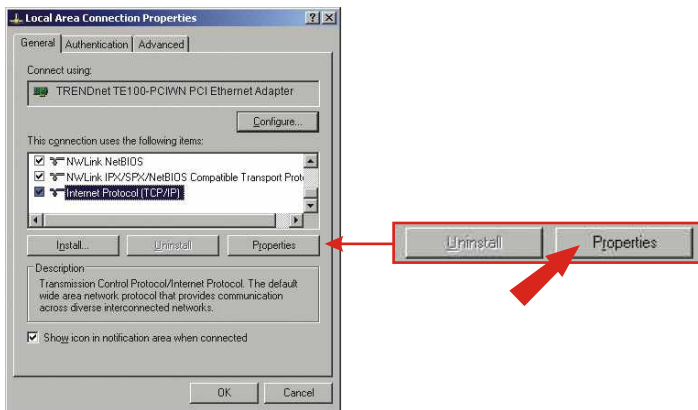 Local Area Connection Properties
General Authentication Advanced
Connect using:
TRENDnet TE100-PCIWN PCI Ethernet Adapter
Configure...
This connection uses the following items:
NWLink NetBIOS
NWLink IPX/SPX/NetBIOS Compatible Transport Proto
Internet Protocol (TCP/IP)
Install... Uninstall Properties
Description
Transmission Control Protocol/Internet Protocol. The default
wide area network protocol that provides communication
across diverse interconnected networks.
Show icon in notification area when connected
OK Cancel
Uninstall Properties